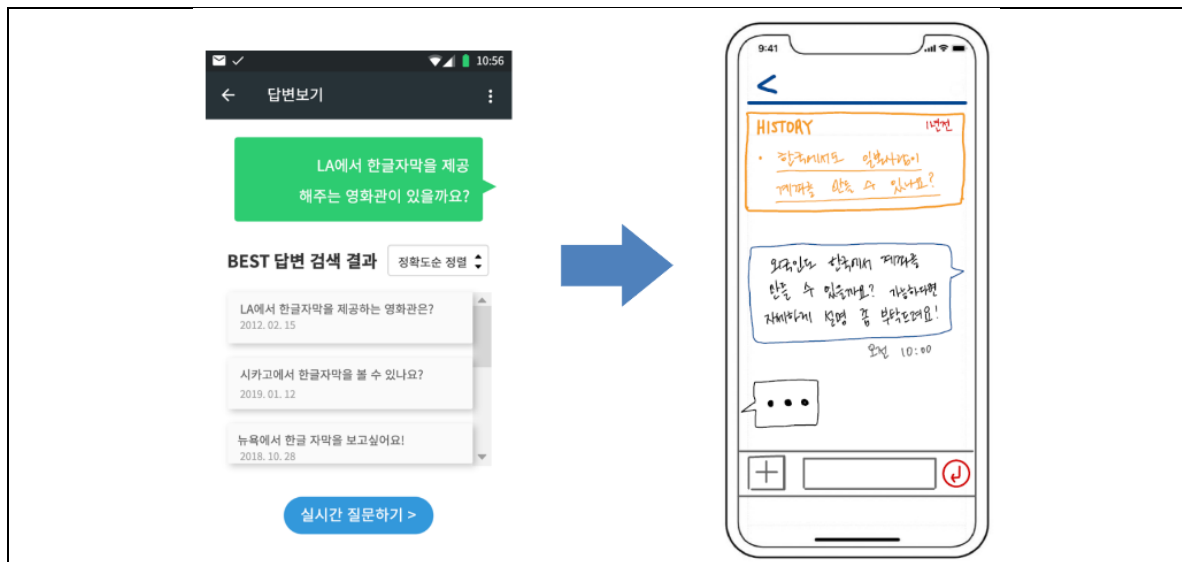 10:56
답변보기
LA에서 한글자막을 제공
해주는 영화관이 있을까요?
BEST 답변 검색 결과
정확도순 정렬
LA에서 한글자막을 제공하는 영화관은?
2012. 02. 15
시카고에서 한글자막을 볼 수 있나요?
2019. 01. 12
뉴욕에서 한글 자막을 보고싶어요!
2018. 10. 28
실시간 질문하기 >
9:41
HISTORY
1년전
한국에서도 일본사람이
계좌를 만들 수 있나요?
외국인도 한국에서 계좌를
만들 수 있을까요? 가능하다면
자세하게 설명 좀 부탁드려요!
오전 10:00